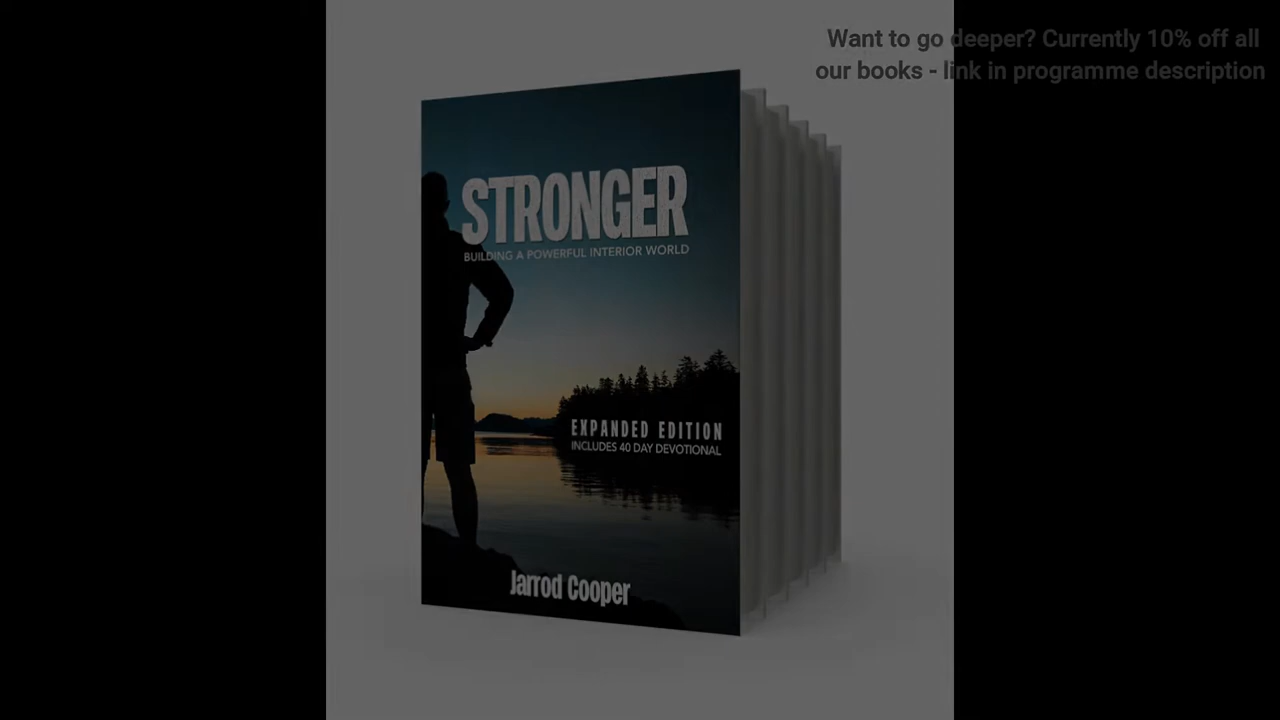 Want to go deeper? Currently 10% off all
our books - link in programme description
STRONGER
BUILDING A POWERFUL INTERIOR WORLD
EXPANDED EDITION
INCLUDES 40 DAY DEVOTIONAL
Jarrod Cooper